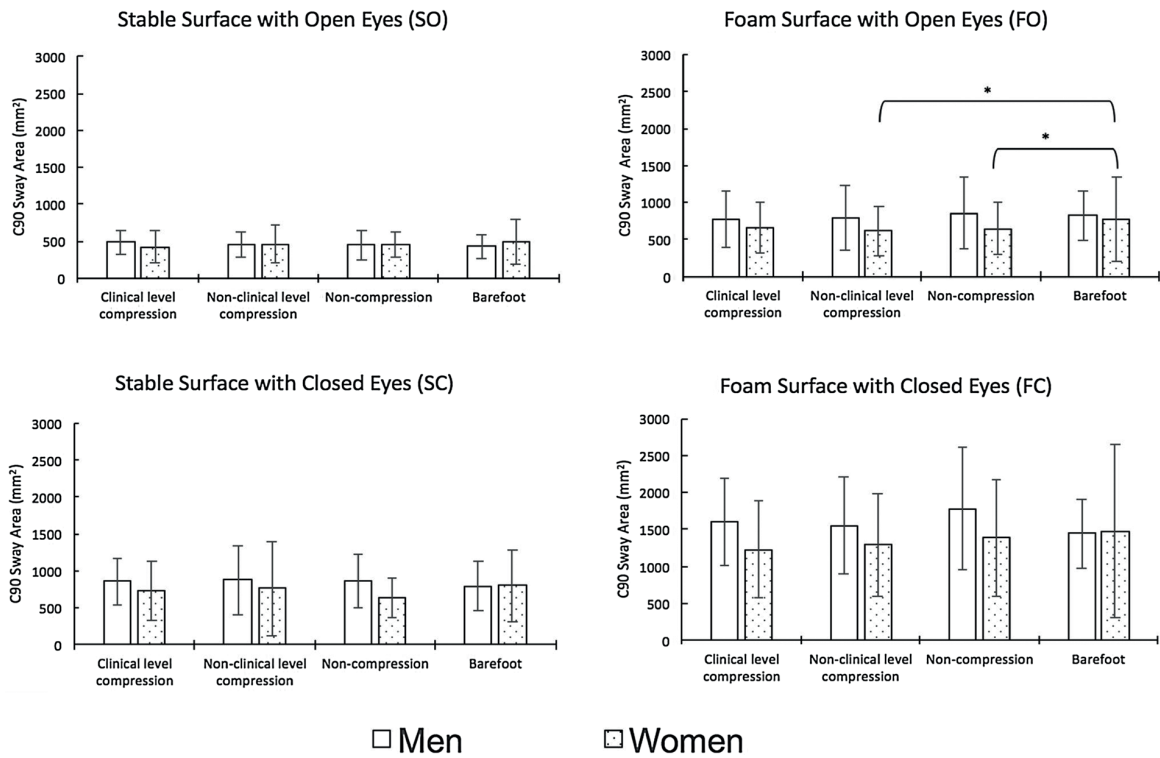 Stable Surface with Open Eyes (SO)
C90 Sway Area (mm²)
3000
2500
2000
1500
1000
500
0
Clinical level
compression
Non-clinical level
compression
Non-compression
Barefoot
Foam Surface with Open Eyes (FO)
C90 Sway Area (mm²)
3000
2500
2000
1500
1000
500
0
*
*
Clinical level
compression
Non-clinical level
compression
Non-compression
Barefoot
Stable Surface with Closed Eyes (SC)
C90 Sway Area (mm²)
3000
2500
2000
1500
1000
500
0
Clinical level
compression
Non-clinical level
compression
Non-compression
Barefoot
Foam Surface with Closed Eyes (FC)
C90 Sway Area (mm²)
3000
2500
2000
1500
1000
500
0
Clinical level
compression
Non-clinical level
compression
Non-compression
Barefoot
Men
Women